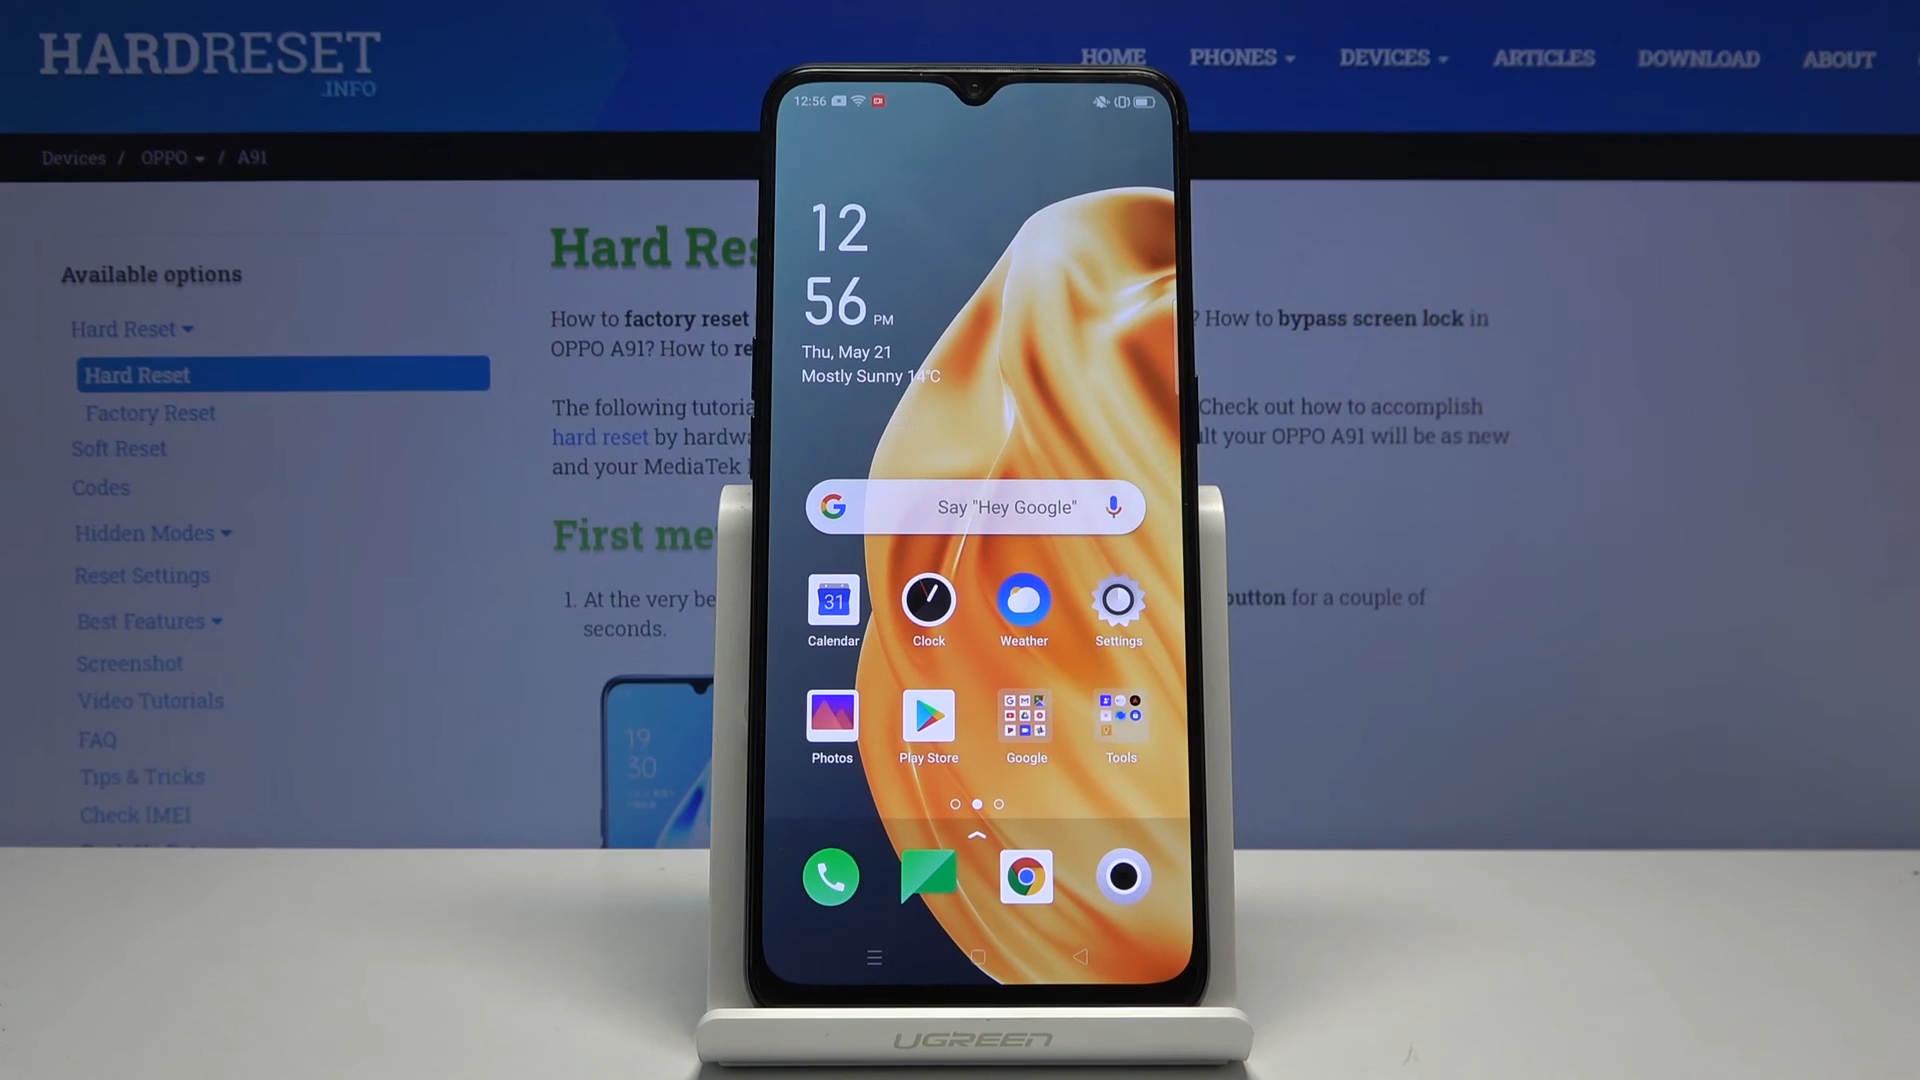 HARDRESET
.INFO
HOME PHONES DEVICES ARTICLES DOWNLOAD ABOUT
Devices / OPPO / A91
Available options
Hard Reset
Hard Reset
Factory Reset
Soft Reset
Codes
Hidden Modes
Reset Settings
Best Features
Screenshot
Video Tutorials
FAQ
Tips & Tricks
Check IMEI
Hard Res
How to factory reset ? How to bypass screen lock in
OPPO A91? How to re
The following tutoria Check out how to accomplish
hard reset by hardwa lt your OPPO A91 will be as new
and your MediaTek
First me
1. At the very be button for a couple of
seconds.
19
30
12:56
12
56 PM
Thu, May 21
Mostly Sunny 14°C
G Say "Hey Google"
31
Calendar Clock Weather Settings
Photos Play Store Google Tools
UGREEN